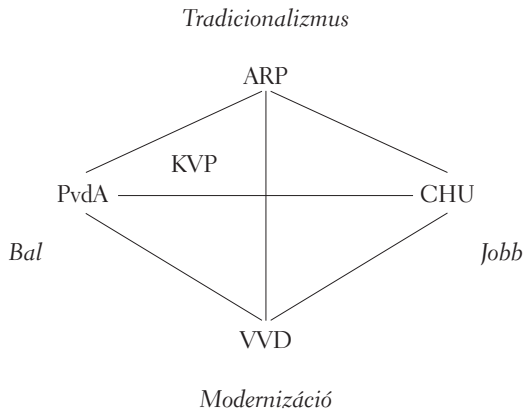 Tradicionalizmus
ARP
KVP
PvdA
CHU
Bal
Jobb
VVD
Modernizáció